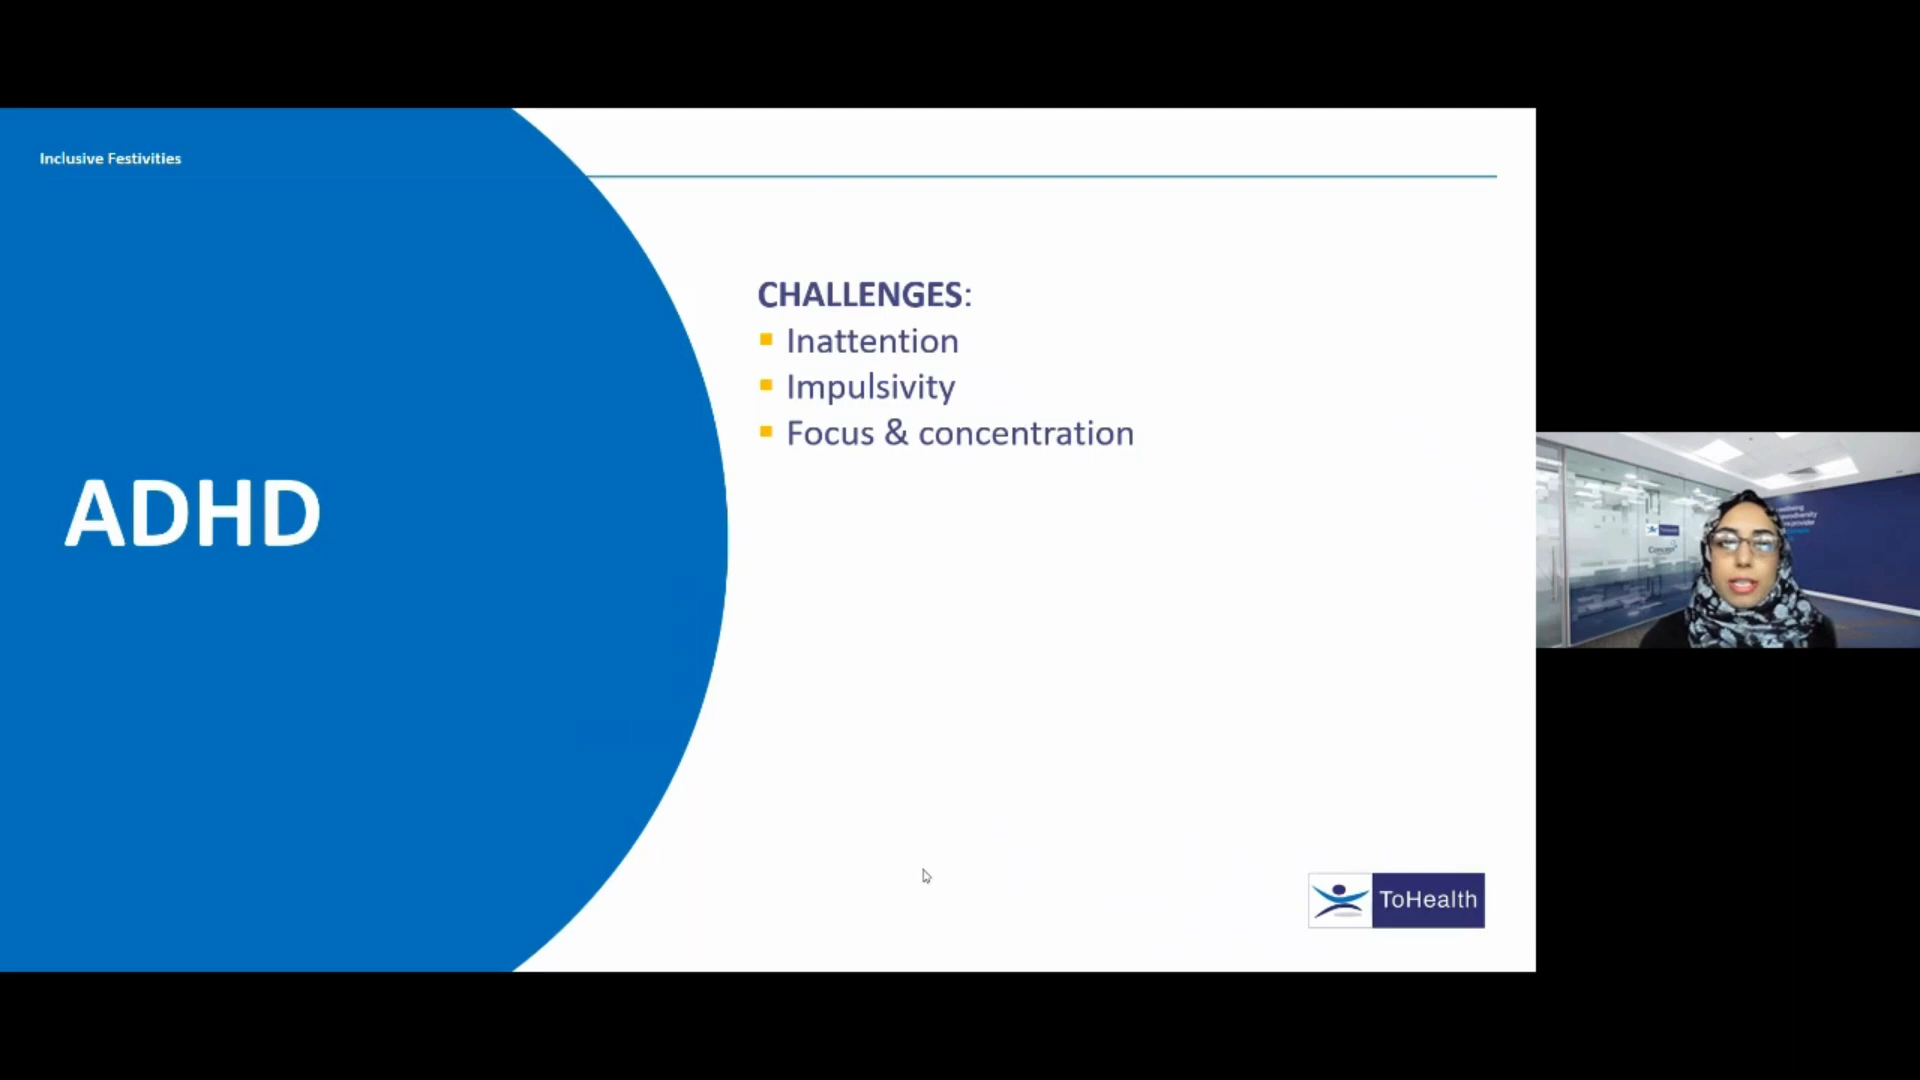 Inclusive Festivities
ADHD
CHALLENGES:
Inattention
Impulsivity
Focus & concentration
ToHealth